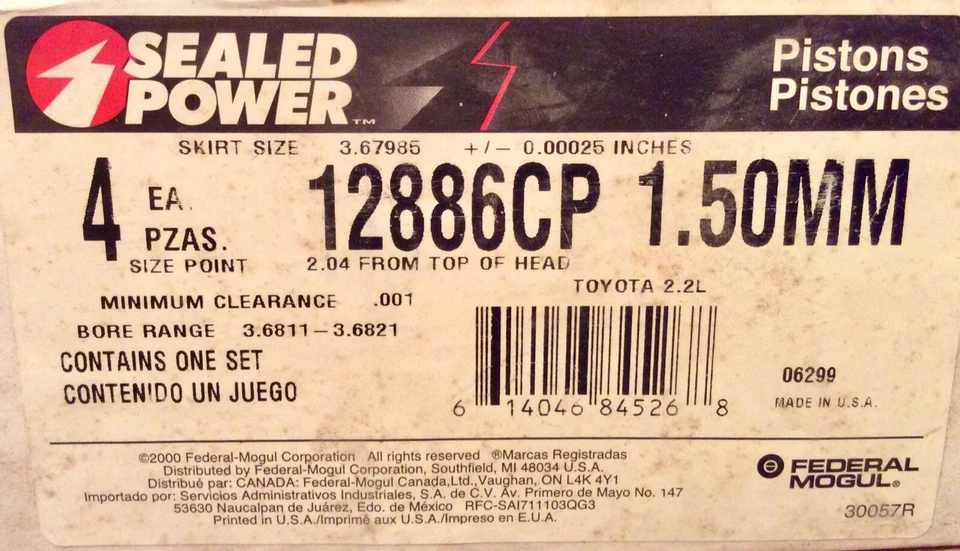 SEALED POWER™
Pistons
Pistones
SKIRT SIZE 3.67985 +/− 0.00025 INCHES
4 EA. 12886CP 1.50MM
PZAS.
SIZE POINT 2.04 FROM TOP OF HEAD
TOYOTA 2.2L
MINIMUM CLEARANCE .001
BORE RANGE 3.6811−3.6821
CONTAINS ONE SET
CONTENIDO UN JUEGO
06299
MADE IN U.S.A.
6 14046 84526 8
©2000 Federal-Mogul Corporation All rights reserved ®Marcas Registradas
Distributed by Federal-Mogul Corporation, Southfield, MI 48034 U.S.A.
Distribué par: CANADA: Federal-Mogul Canada,Ltd.,Vaughan, ON L4K 4Y1
Importado por: Servicios Administrativos Industriales, S.A. de C.V. Av. Primero de Mayo No. 147
53630 Naucalpan de Juárez, Edo. de México RFC-SAI711103QG3
Printed in U.S.A./Imprimé aux U.S.A./Impreso en E.U.A.
FEDERAL
MOGUL®
30057R